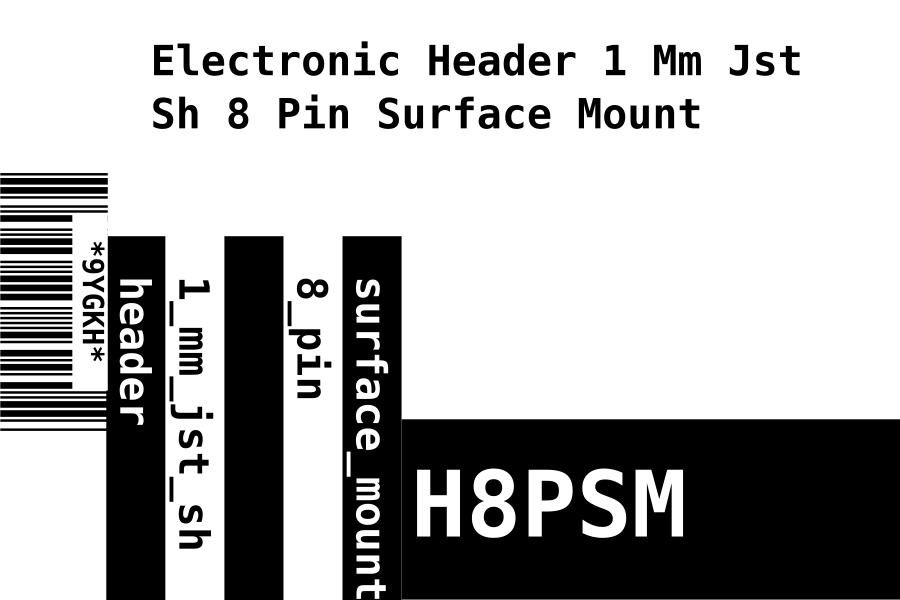 Electronic Header 1 Mm Jst
Sh 8 Pin Surface Mount
*9YGKH*
header
1_mm_jst_sh
8_pin
surface_mount
H8PSM